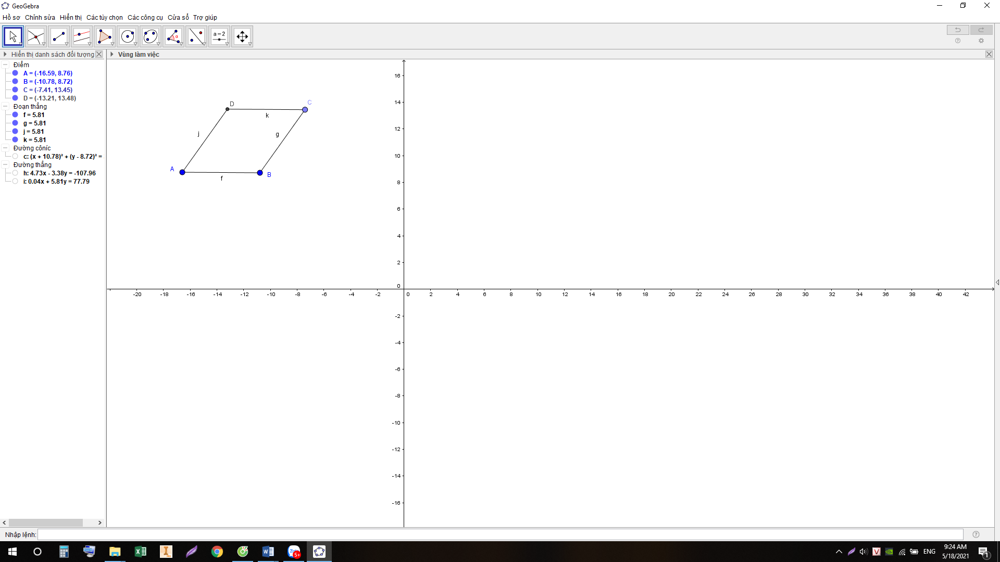 GeoGebra
Hồ sơ Chỉnh sửa Hiển thị Các tùy chọn Các công cụ Cửa sổ Trợ giúp
α
a = 2
Hiển thị danh sách đối tượng
Vùng làm việc
Điểm
A = (-16.59, 8.76)
B = (-10.78, 8.72)
C = (-7.41, 13.45)
D = (-13.21, 13.48)
Đoạn thẳng
f = 5.81
g = 5.81
j = 5.81
k = 5.81
Đường côníc
c: (x + 10.78)² + (y - 8.72)² =
Đường thẳng
h: 4.73x - 3.38y = -107.96
i: 0.04x + 5.81y = 77.79
D
C
k
j
g
A
B
f
16
14
12
10
8
6
4
2
0
-20 -18 -16 -14 -12 -10 -8 -6 -4 -2 0 2 4 6 8 10 12 14 16 18 20 22 24 26 28 30 32 34 36 38 40 42
-2
-4
-6
-8
-10
-12
-14
-16
Nhập lệnh:
5+
ENG
9:24 AM
5/18/2021
1